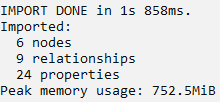 IMPORT DONE in 1s 858ms.
Imported:
  6 nodes
  9 relationships
  24 properties
Peak memory usage: 752.5MiB